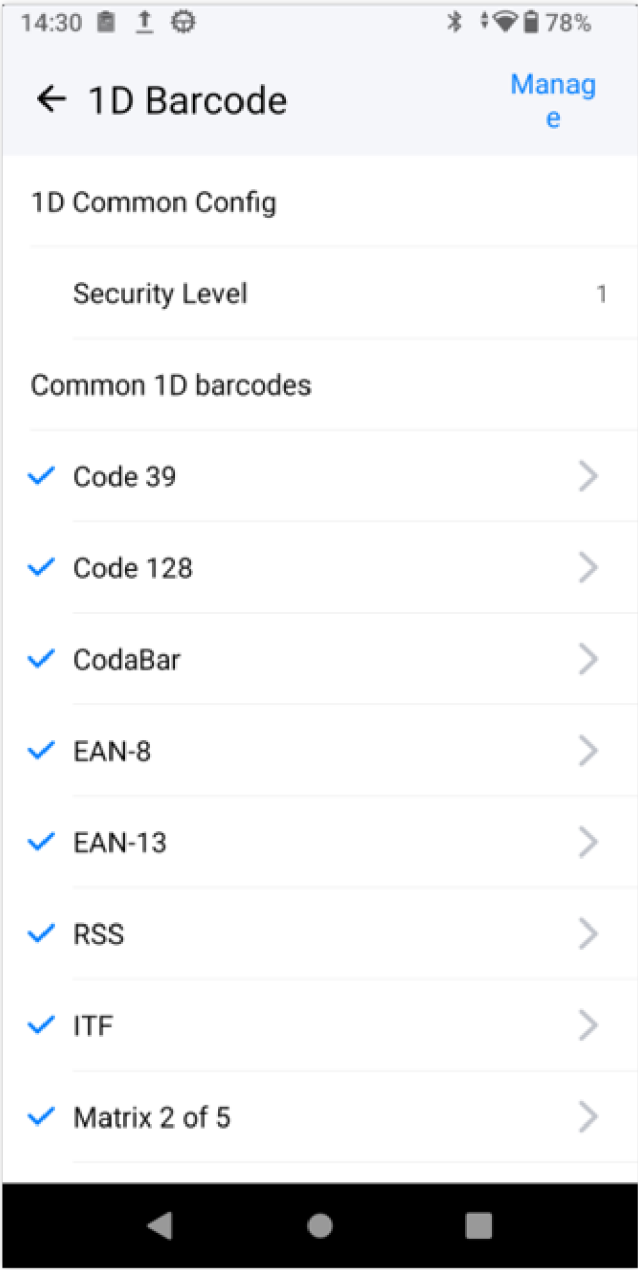 14:30 78%
1D Barcode
Manag
e
1D Common Config
Security Level 1
Common 1D barcodes
Code 39
Code 128
CodaBar
EAN-8
EAN-13
RSS
ITF
Matrix 2 of 5